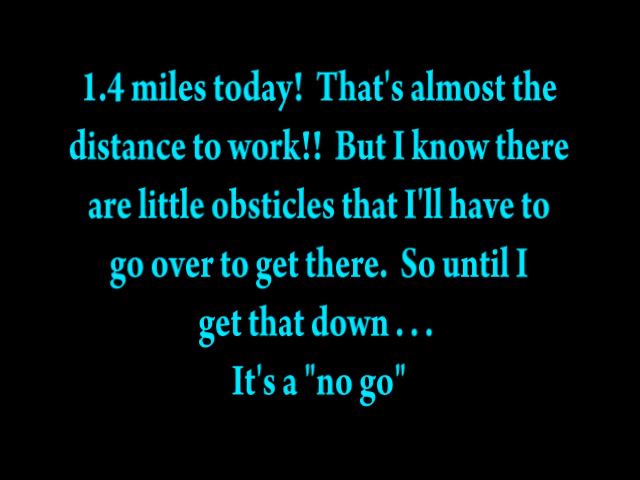 1.4 miles today!  That's almost the
distance to work!!  But I know there
are little obsticles that I'll have to
go over to get there.  So until I
get that down . . .
It's a "no go"